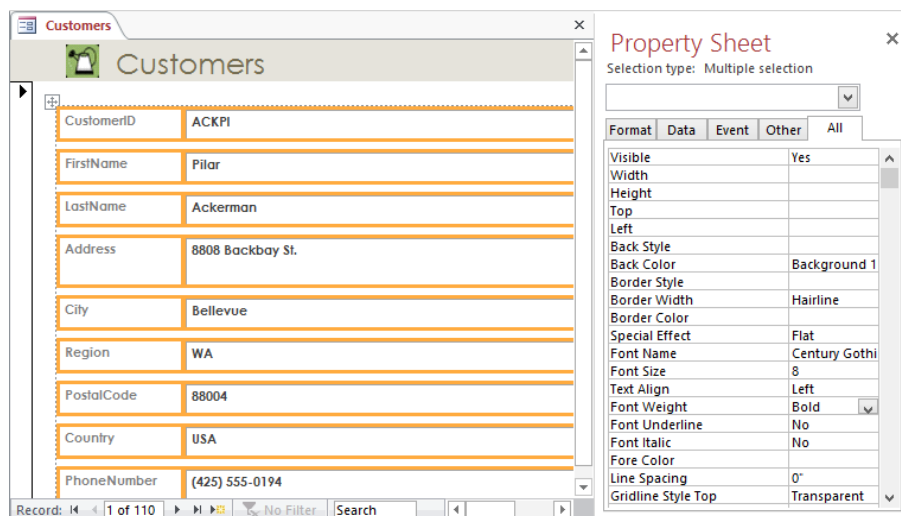 Customers
Customers
CustomerID ACKPI
FirstName Pilar
LastName Ackerman
Address 8808 Backbay St.
City Bellevue
Region WA
PostalCode 88004
Country USA
PhoneNumber (425) 555-0194
Record: 1 of 110 No Filter Search
Property Sheet
Selection type: Multiple selection
Format Data Event Other All
Visible Yes
Width
Height
Top
Left
Back Style
Back Color Background 1
Border Style
Border Width Hairline
Border Color
Special Effect Flat
Font Name Century Gothi
Font Size 8
Text Align Left
Font Weight Bold
Font Underline No
Font Italic No
Fore Color
Line Spacing 0"
Gridline Style Top Transparent